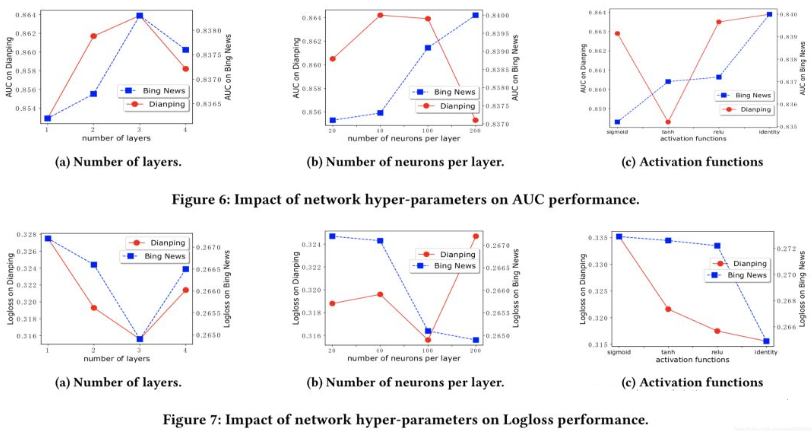 0.864
0.862
0.860
0.858
0.856
0.854
AUC on Dianping
0.8380
0.8375
0.8370
0.8365
AUC on Bing News
Bing News
Dianping
1 2 3 4
number of layers
(a) Number of layers.
0.864
0.862
0.860
0.858
0.856
AUC on Dianping
0.8400
0.8395
0.8390
0.8385
0.8380
0.8375
0.8370
AUC on Bing News
Bing News
Dianping
20 40 100 200
number of neurons per layer
(b) Number of neurons per layer.
0.864
0.863
0.862
0.861
0.860
0.859
AUC on Dianping
0.840
0.839
0.838
0.837
0.836
0.835
AUC on Bing News
Bing News
Dianping
sigmoid tanh relu identity
activation functions
(c) Activation functions
Figure 6: Impact of network hyper-parameters on AUC performance.
0.328
0.326
0.324
0.322
0.320
0.318
0.316
Logloss on Dianping
0.2670
0.2665
0.2660
0.2655
0.2650
Logloss on Bing News
Dianping
Bing News
1 2 3 4
number of layers
(a) Number of layers.
0.324
0.322
0.320
0.318
0.316
Logloss on Dianping
0.2670
0.2665
0.2660
0.2655
0.2650
Logloss on Bing News
Dianping
Bing News
20 60 100 200
number of neurons per layer
(b) Number of neurons per layer.
0.335
0.330
0.325
0.320
0.315
Logloss on Dianping
0.272
0.270
0.268
0.266
Logloss on Bing News
Dianping
Bing News
sigmoid tanh relu identity
activation functions
(c) Activation functions
Figure 7: Impact of network hyper-parameters on Logloss performance.